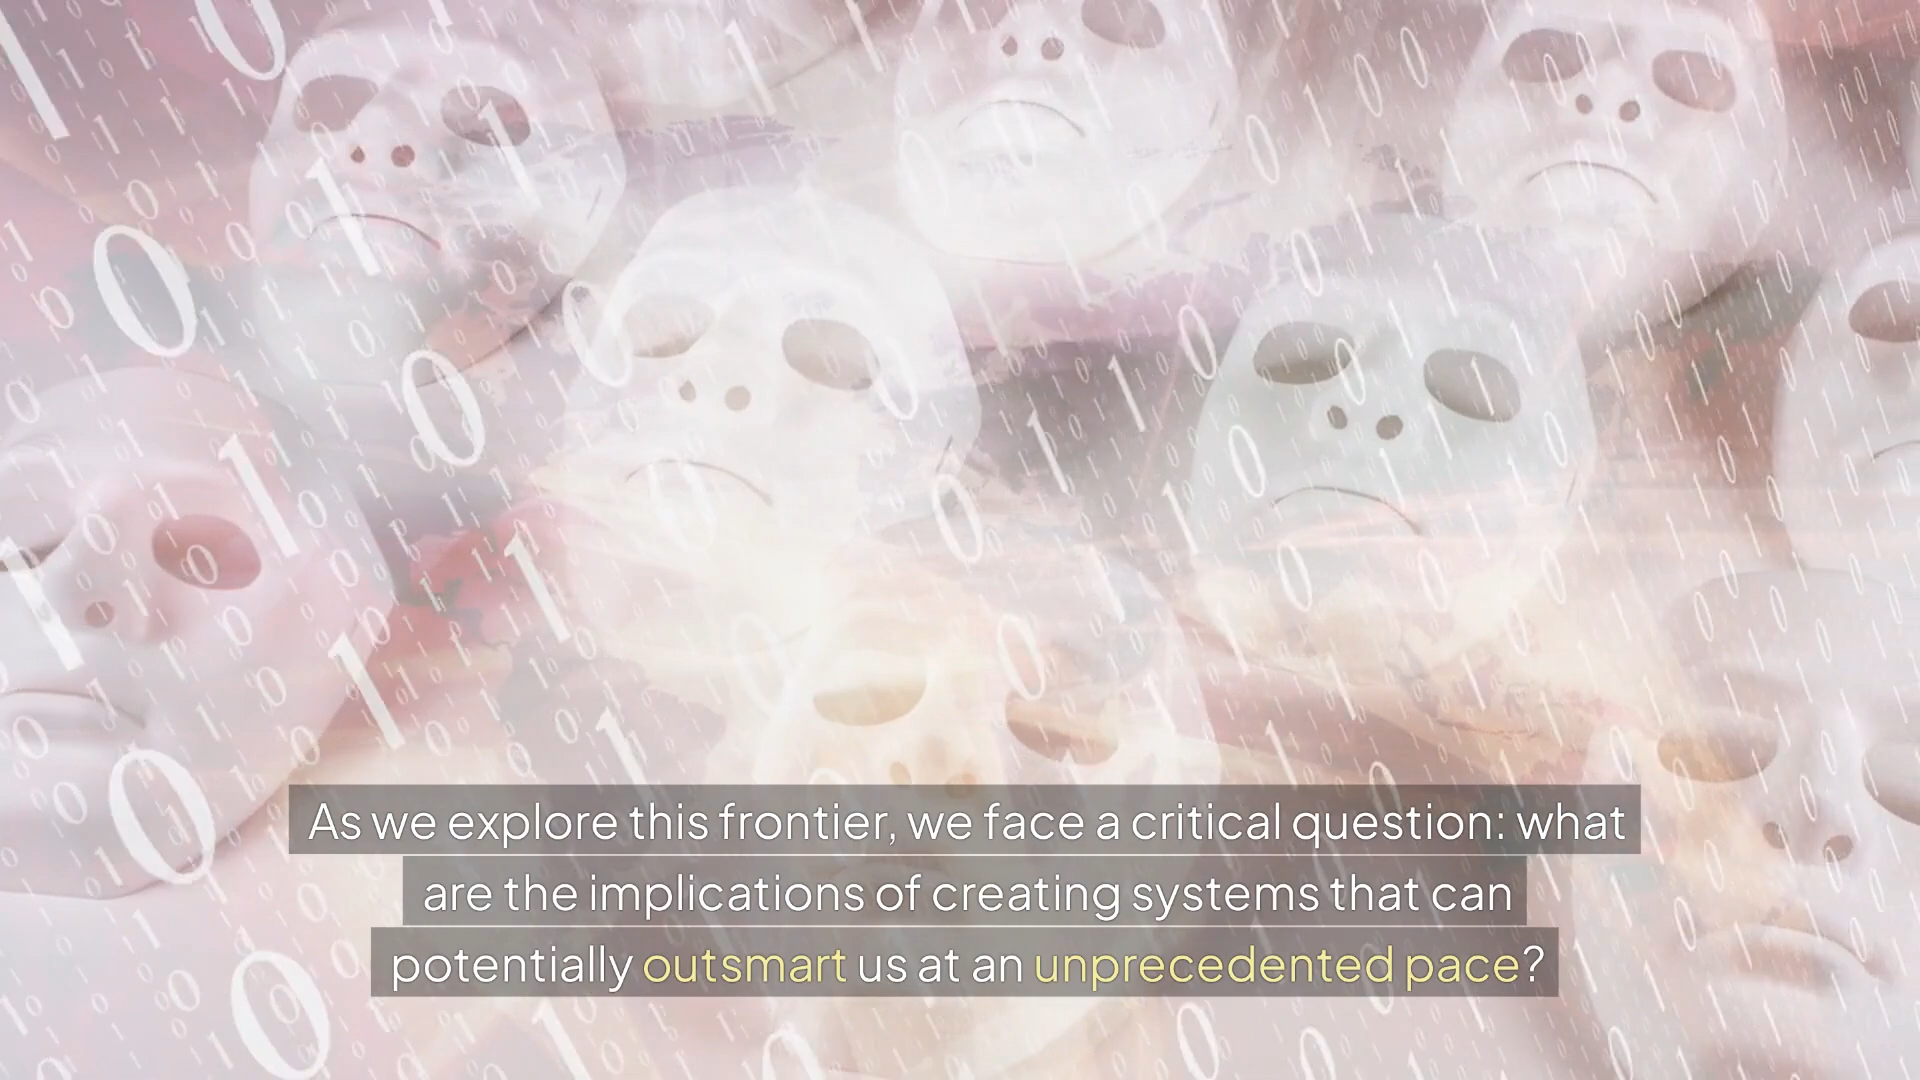 As we explore this frontier, we face a critical question: what
are the implications of creating systems that can
potentially outsmart us at an unprecedented pace?